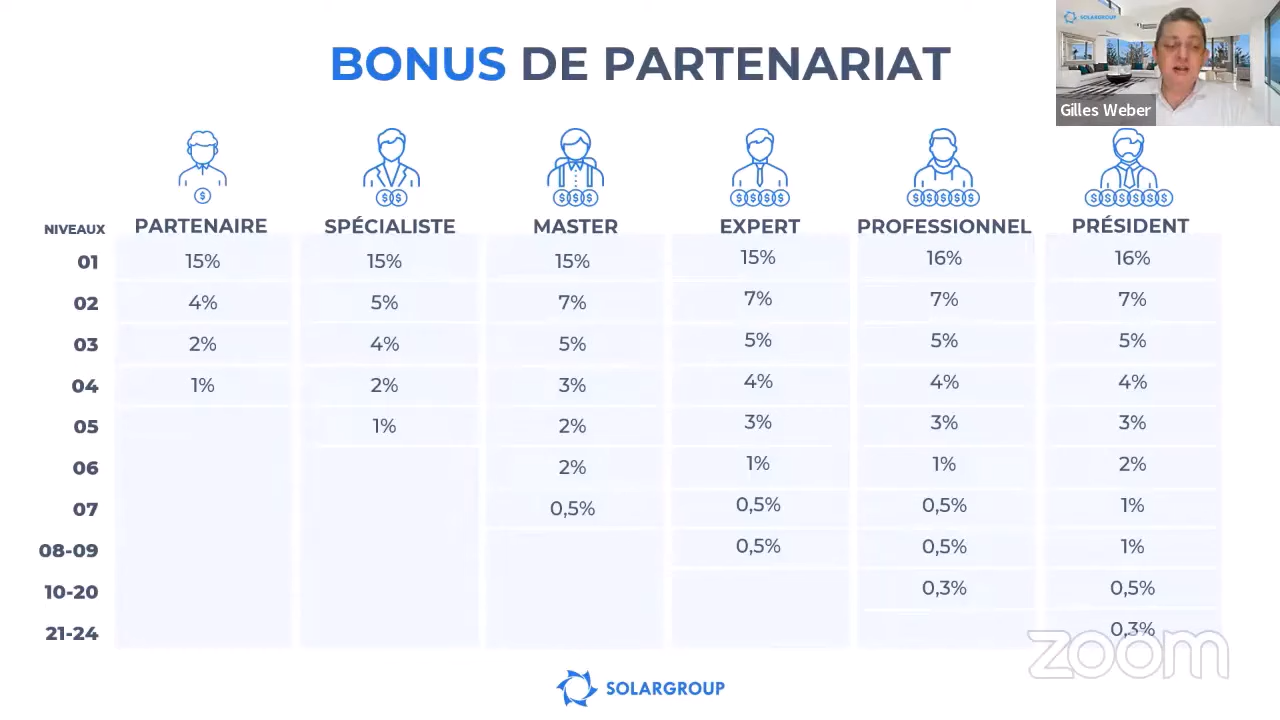 SOLARGROUP
Gilles Weber
BONUS DE PARTENARIAT
NIVEAUX PARTENAIRE SPÉCIALISTE MASTER EXPERT PROFESSIONNEL PRÉSIDENT
01 15% 15% 15% 15% 16% 16%
02 4% 5% 7% 7% 7% 7%
03 2% 4% 5% 5% 5% 5%
04 1% 2% 3% 4% 4% 4%
05 1% 2% 3% 3% 3%
06 2% 1% 1% 2%
07 0,5% 0,5% 0,5% 1%
08-09 0,5% 0,5% 1%
10-20 0,3% 0,5%
21-24 0,3%
zoom
SOLARGROUP